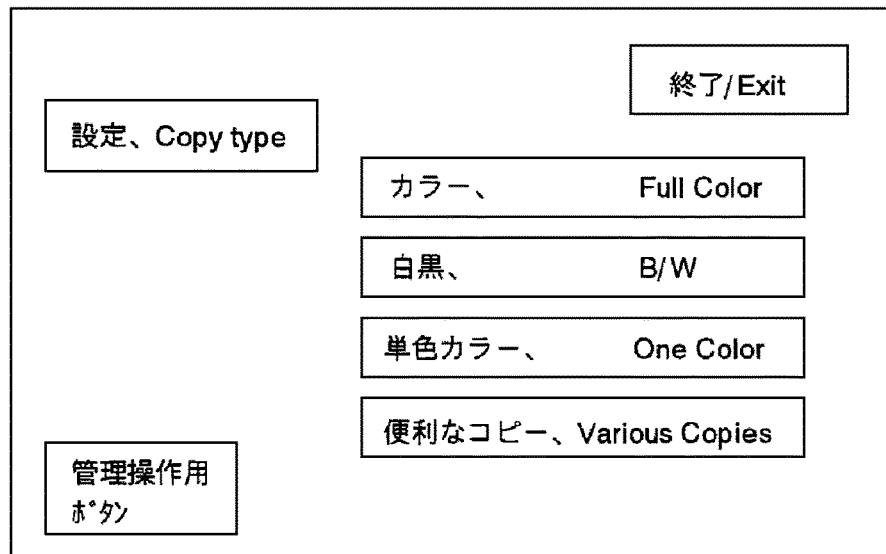 終了/Exit
設定、Copy type
カラー、 Full Color
白黒、 B/W
単色カラー、 One Color
便利なコピー、Various Copies
管理操作用
ﾎﾞﾀﾝ